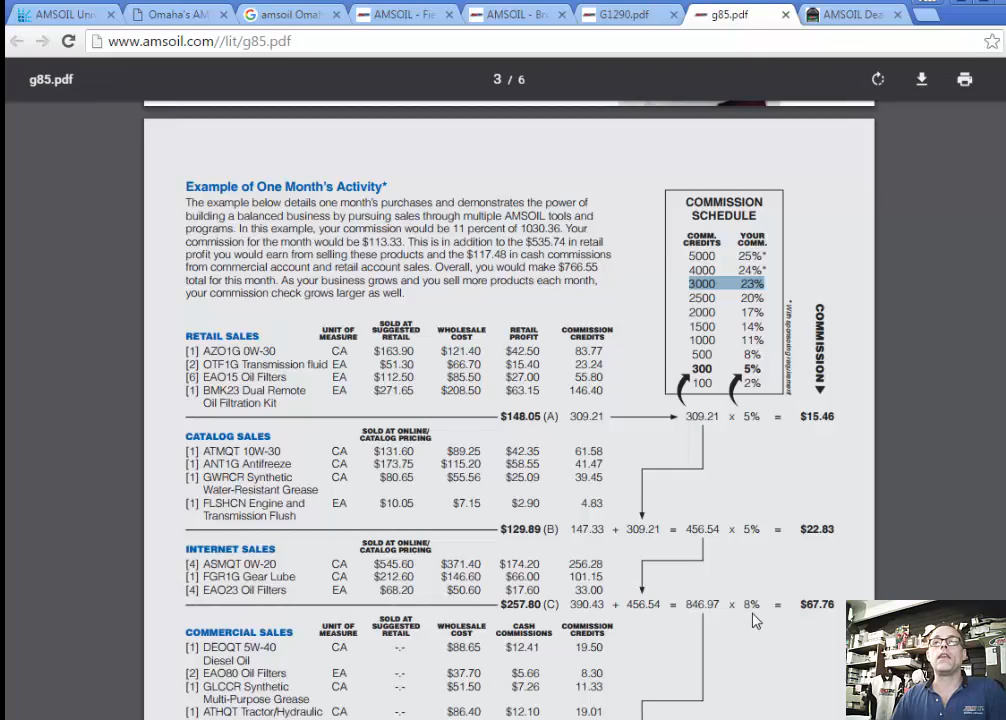 AMSOIL Uni
Omaha's AM
amsoil Omah
AMSOIL - Fie
AMSOIL - Br
G1290.pdf
g85.pdf
AMSOIL Dea
www.amsoil.com//lit/g85.pdf
g85.pdf
3 / 6
Example of One Month's Activity*
The example below details one month's purchases and demonstrates the power of
building a balanced business by pursuing sales through multiple AMSOIL tools and
programs. In this example, your commission would be 11 percent of 1030.36. Your
commission for the month would be $113.33. This is in addition to the $535.74 in retail
profit you would earn from selling these products and the $117.48 in cash commissions
from commercial account and retail account sales. Overall, you would make $766.55
total for this month. As your business grows and you sell more products each month,
your commission check grows larger as well.
COMMISSION
SCHEDULE
COMM. CREDITS YOUR COMM.
5000 25%*
4000 24%*
3000 23%
2500 20%
2000 17%
1500 14%
1000 11%
500 8%
300 5%
100 2%
* With sponsoring requirement
COMMISSION
RETAIL SALES UNIT OF MEASURE SOLD AT SUGGESTED RETAIL WHOLESALE COST RETAIL PROFIT COMMISSION CREDITS
[1] AZO1G 0W-30 CA $163.90 $121.40 $42.50 83.77
[2] OTF1G Transmission fluid EA $51.30 $66.70 $15.40 23.24
[6] EAO15 Oil Filters EA $112.50 $85.50 $27.00 55.80
[1] BMK23 Dual Remote EA $271.65 $208.50 $63.15 146.40
Oil Filtration Kit
$148.05 (A) 309.21 309.21 x 5% = $15.46
CATALOG SALES SOLD AT ONLINE/ CATALOG PRICING
[1] ATMQT 10W-30 CA $131.60 $89.25 $42.35 61.58
[1] ANT1G Antifreeze CA $173.75 $115.20 $58.55 41.47
[1] GWRCR Synthetic CA $80.65 $55.56 $25.09 39.45
Water-Resistant Grease
[1] FLSHCN Engine and EA $10.05 $7.15 $2.90 4.83
Transmission Flush
$129.89 (B) 147.33 + 309.21 = 456.54 x 5% = $22.83
INTERNET SALES SOLD AT ONLINE/ CATALOG PRICING
[4] ASMQT 0W-20 CA $545.60 $371.40 $174.20 256.28
[1] FGR1G Gear Lube CA $212.60 $146.60 $66.00 101.15
[4] EAO23 Oil Filters EA $68.20 $50.60 $17.60 33.00
$257.80 (C) 390.43 + 456.54 = 846.97 x 8% = $67.76
COMMERCIAL SALES UNIT OF MEASURE SOLD AT SUGGESTED RETAIL WHOLESALE COST CASH COMMISSIONS COMMISSION CREDITS
[1] DEOQT 5W-40 CA -.- $88.65 $12.41 19.50
Diesel Oil
[2] EAO80 Oil Filters EA -.- $37.70 $5.66 8.30
[1] GLCCR Synthetic CA -.- $51.50 $7.26 11.33
Multi-Purpose Grease
[1] ATHQT Tractor/Hydraulic CA -.- $86.40 $12.10 19.01